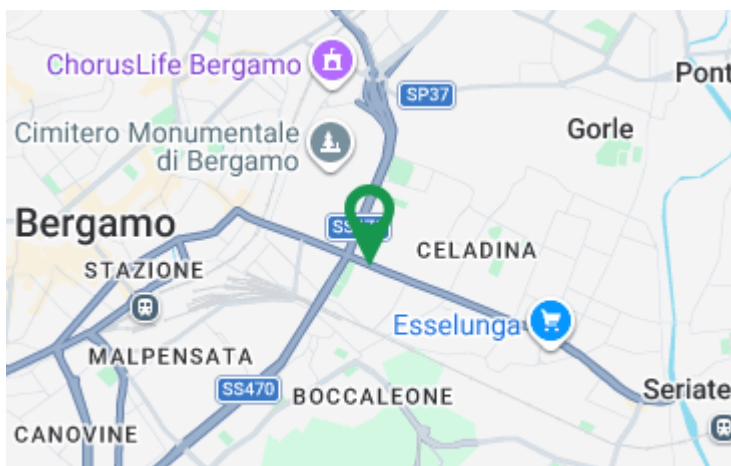 ChorusLife Bergamo
SP37
Pont
Cimitero Monumentale
di Bergamo
Gorle
Bergamo
CELADINA
STAZIONE
Esselunga
MALPENSATA
SS470
BOCCALEONE
Seriate
CANOVINE